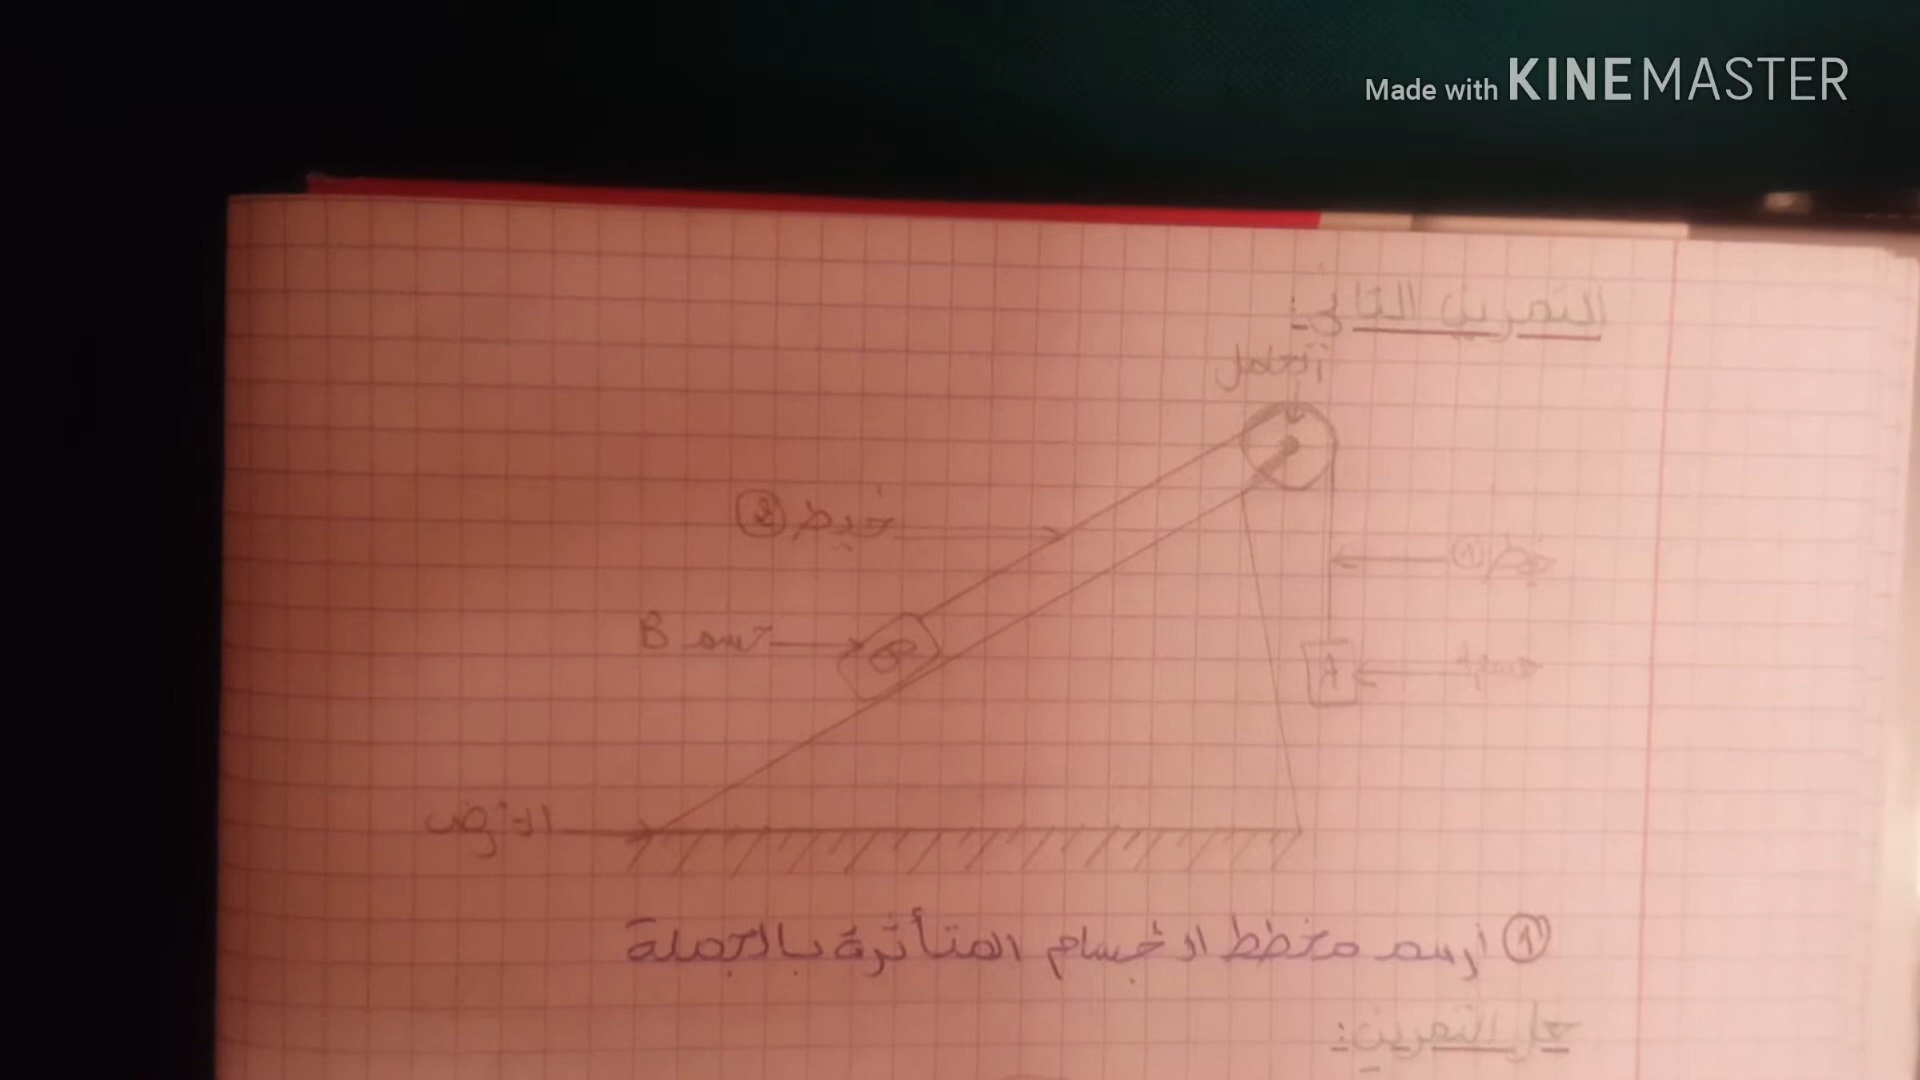 Made with KINEMASTER
التمرين الثاني:
الحامل
خيط ②
خيط ①
جسم B
B
A
جسم A
الأرض
① أرسم مخطط الأجسام المتأثرة بالجملة
حل التمرين: